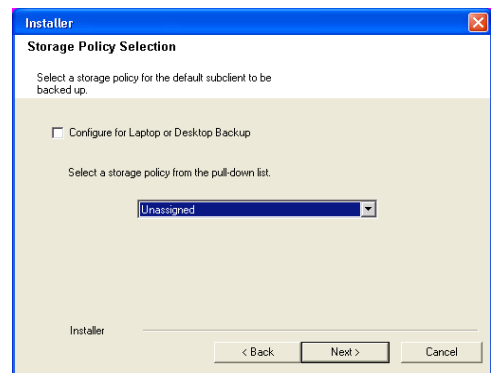 Installer
Storage Policy Selection
Select a storage policy for the default subclient to be
backed up.
Configure for Laptop or Desktop Backup
Select a storage policy from the pull-down list.
Unassigned
Installer
< Back
Next >
Cancel